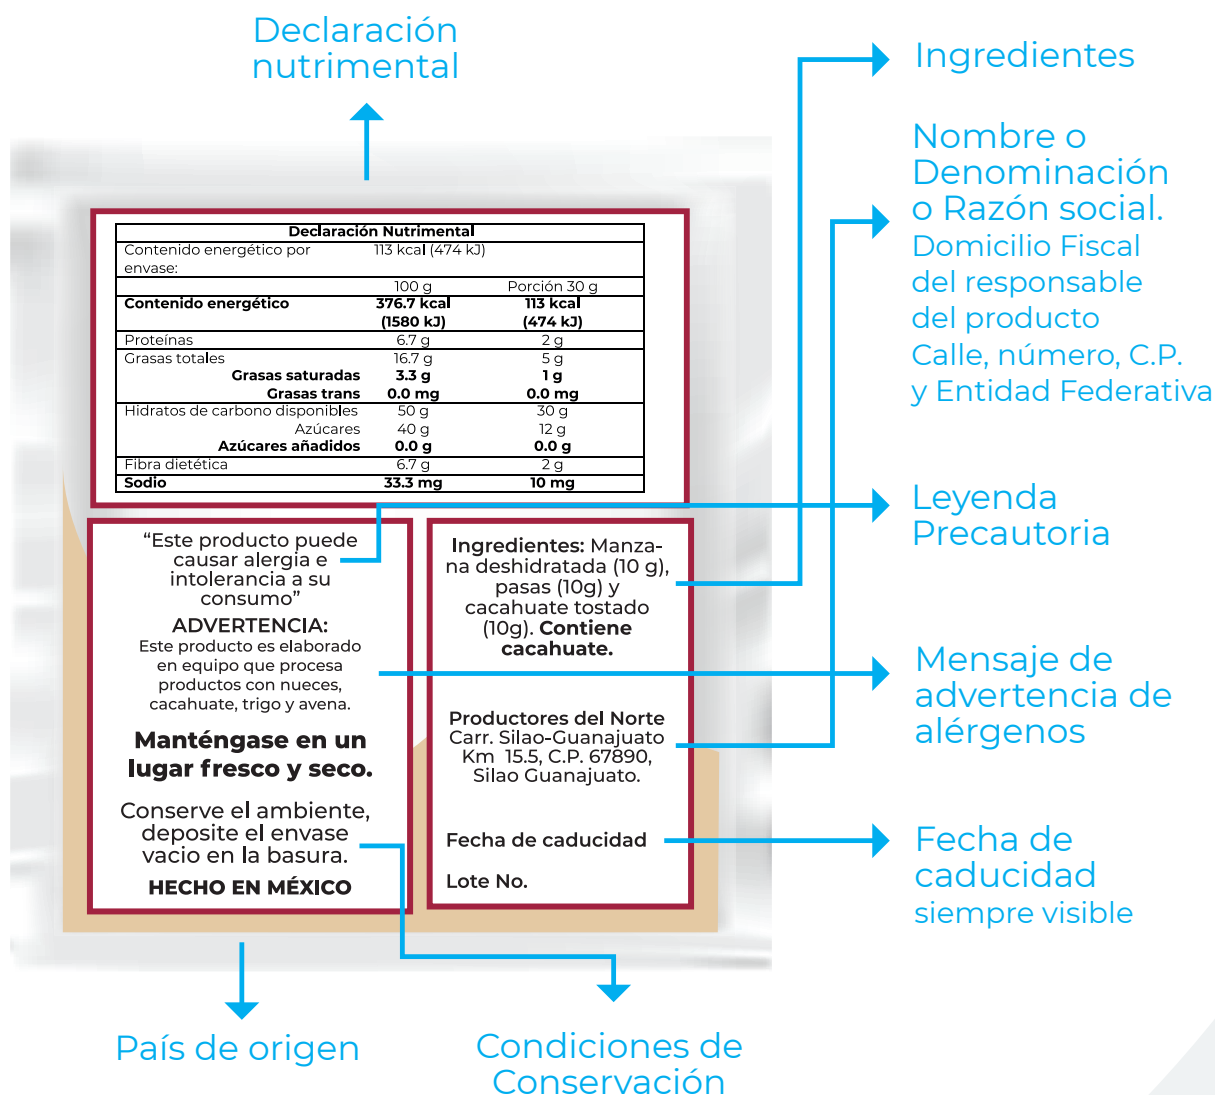 Declaración
nutrimental
Ingredientes
Nombre o
Denominación
o Razón social.
Domicilio Fiscal
del responsable
del producto
Calle, número, C.P.
y Entidad Federativa
Leyenda
Precautoria
Mensaje de
advertencia de
alérgenos
Fecha de
caducidad
siempre visible
Declaración Nutrimental
Contenido energético por 113 kcal (474 kJ)
envase:
100 g Porción 30 g
Contenido energético 376.7 kcal 113 kcal
(1580 kJ) (474 kJ)
Proteínas 6.7 g 2 g
Grasas totales 16.7 g 5 g
Grasas saturadas 3.3 g 1 g
Grasas trans 0.0 mg 0.0 mg
Hidratos de carbono disponibles 50 g 30 g
Azúcares 40 g 12 g
Azúcares añadidos 0.0 g 0.0 g
Fibra dietética 6.7 g 2 g
Sodio 33.3 mg 10 mg
“Este producto puede
causar alergia e
intolerancia a su
consumo”
ADVERTENCIA:
Este producto es elaborado
en equipo que procesa
productos con nueces,
cacahuate, trigo y avena.
Manténgase en un
lugar fresco y seco.
Conserve el ambiente,
deposite el envase
vacio en la basura.
HECHO EN MÉXICO
Ingredientes: Manza-
na deshidratada (10 g),
pasas (10g) y
cacahuate tostado
(10g). Contiene
cacahuate.
Productores del Norte
Carr. Silao-Guanajuato
Km 15.5, C.P. 67890,
Silao Guanajuato.
Fecha de caducidad
Lote No.
País de origen
Condiciones de
Conservación